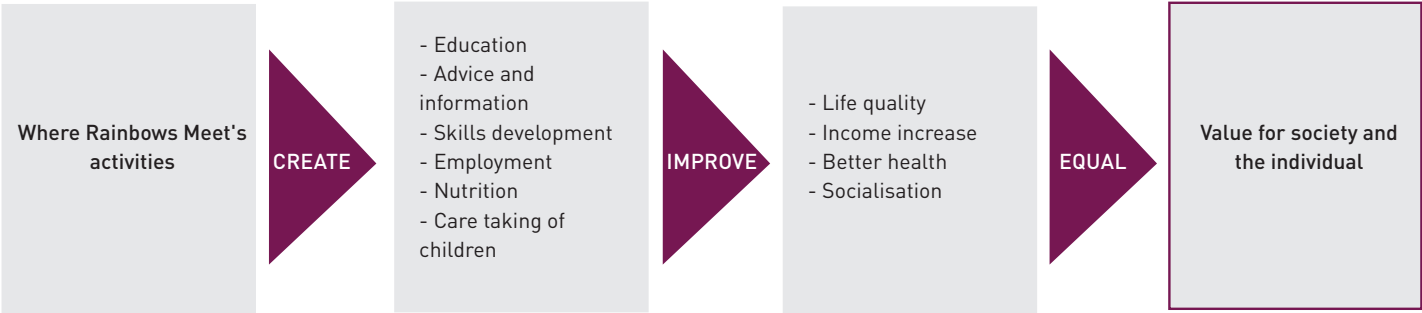 Where Rainbows Meet's
activities
CREATE
- Education
- Advice and
information
- Skills development
- Employment
- Nutrition
- Care taking of
children
IMPROVE
- Life quality
- Income increase
- Better health
- Socialisation
EQUAL
Value for society and
the individual